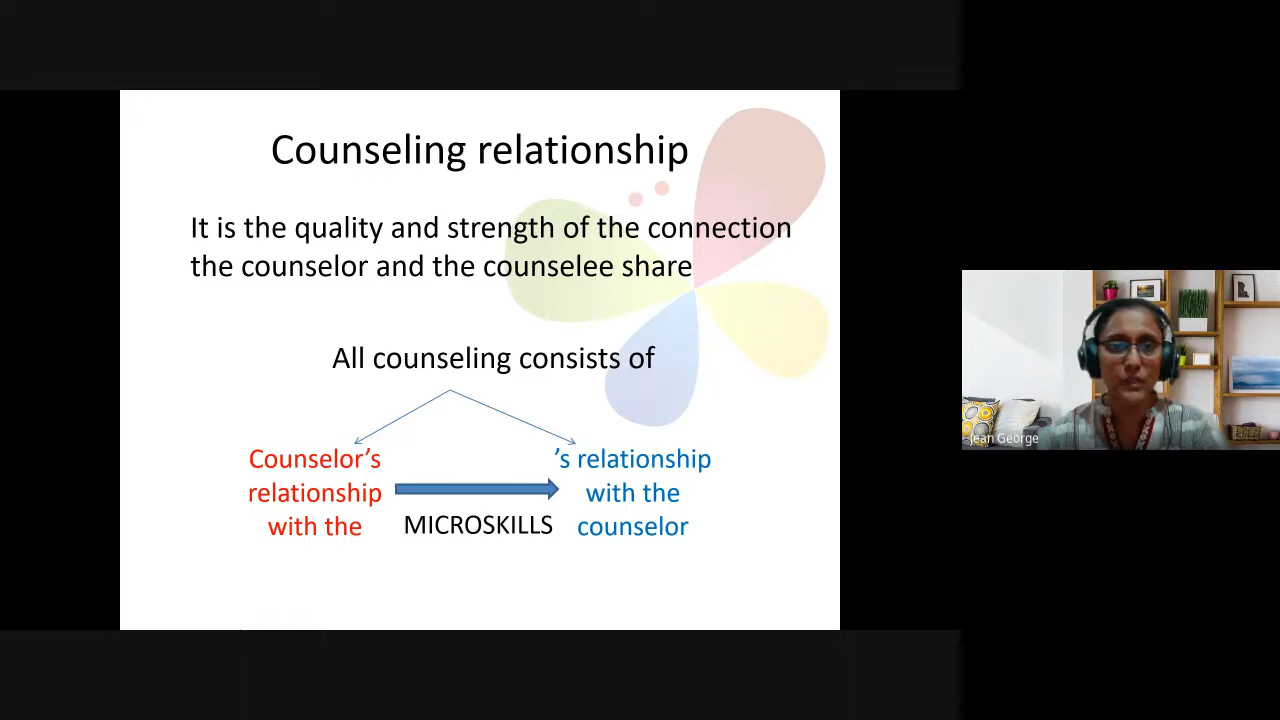 Counseling relationship
It is the quality and strength of the connection
the counselor and the counselee share
All counseling consists of
Counselor’s
relationship
with the
MICROSKILLS
’s relationship
with the
counselor
Jean George